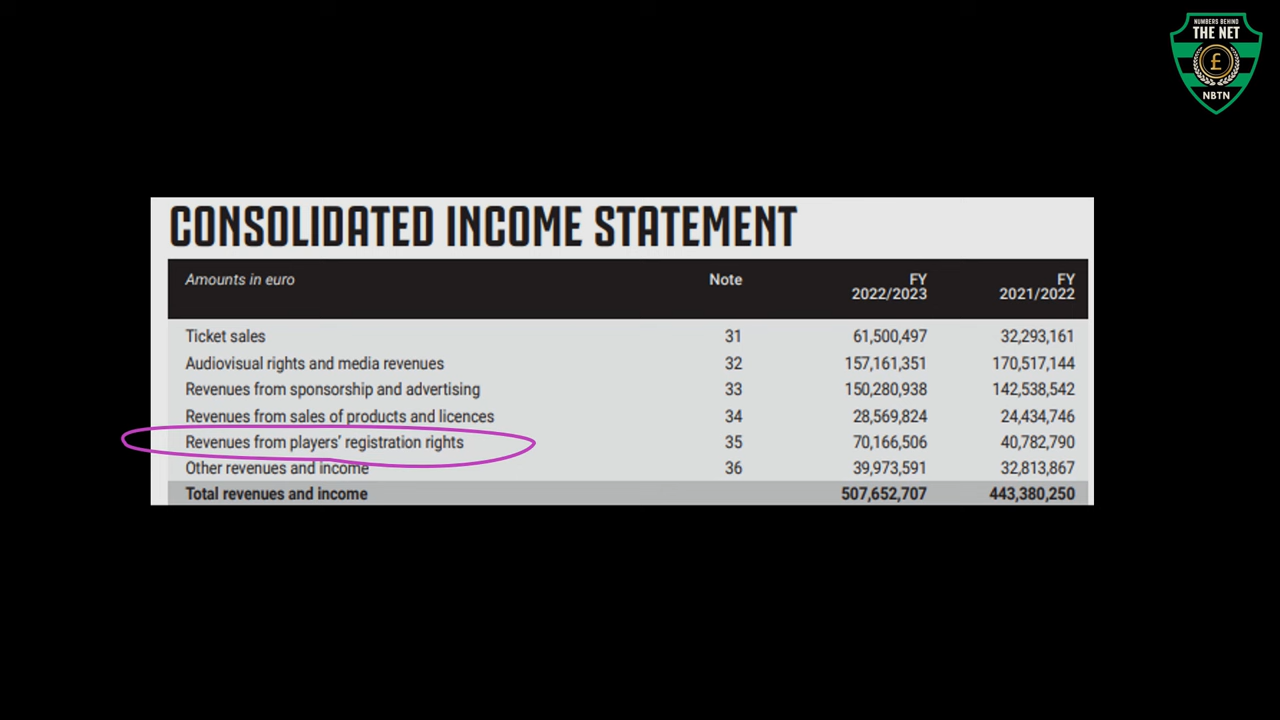 NUMBERS BEHIND
THE NET
£
NBTN
CONSOLIDATED INCOME STATEMENT
Amounts in euro Note FY 2022/2023 FY 2021/2022
Ticket sales 31 61,500,497 32,293,161
Audiovisual rights and media revenues 32 157,161,351 170,517,144
Revenues from sponsorship and advertising 33 150,280,938 142,538,542
Revenues from sales of products and licences 34 28,569,824 24,434,746
Revenues from players' registration rights 35 70,166,506 40,782,790
Other revenues and income 36 39,973,591 32,813,867
Total revenues and income 507,652,707 443,380,250